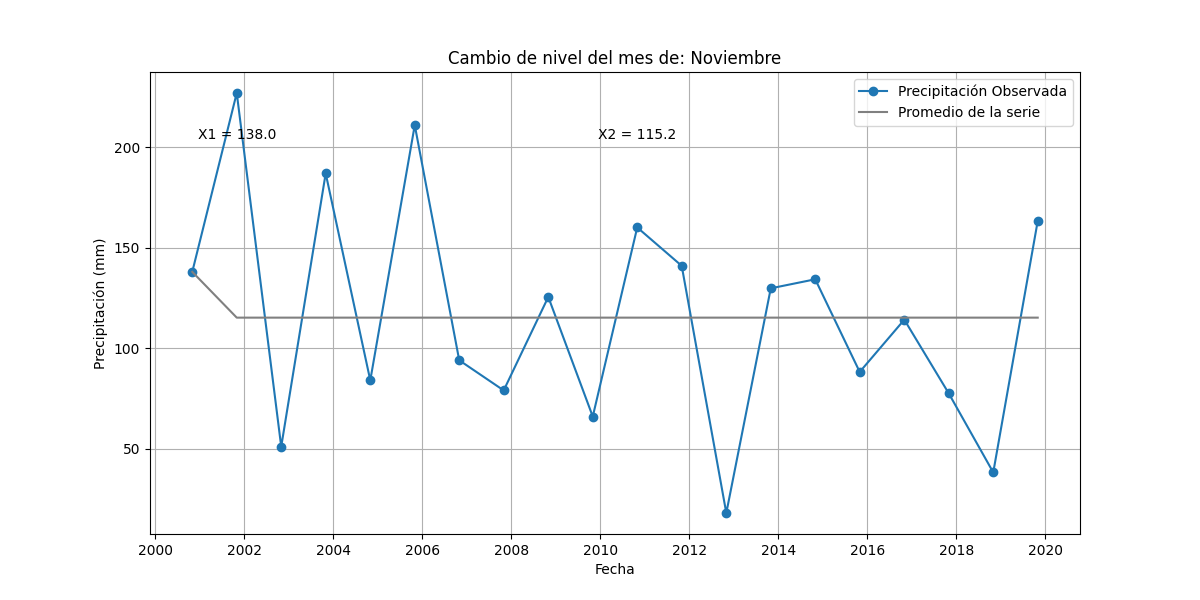 Cambio de nivel del mes de: Noviembre
Precipitación Observada
Promedio de la serie
X1 = 138.0
X2 = 115.2
Precipitación (mm)
200
150
100
50
2000 2002 2004 2006 2008 2010 2012 2014 2016 2018 2020
Fecha